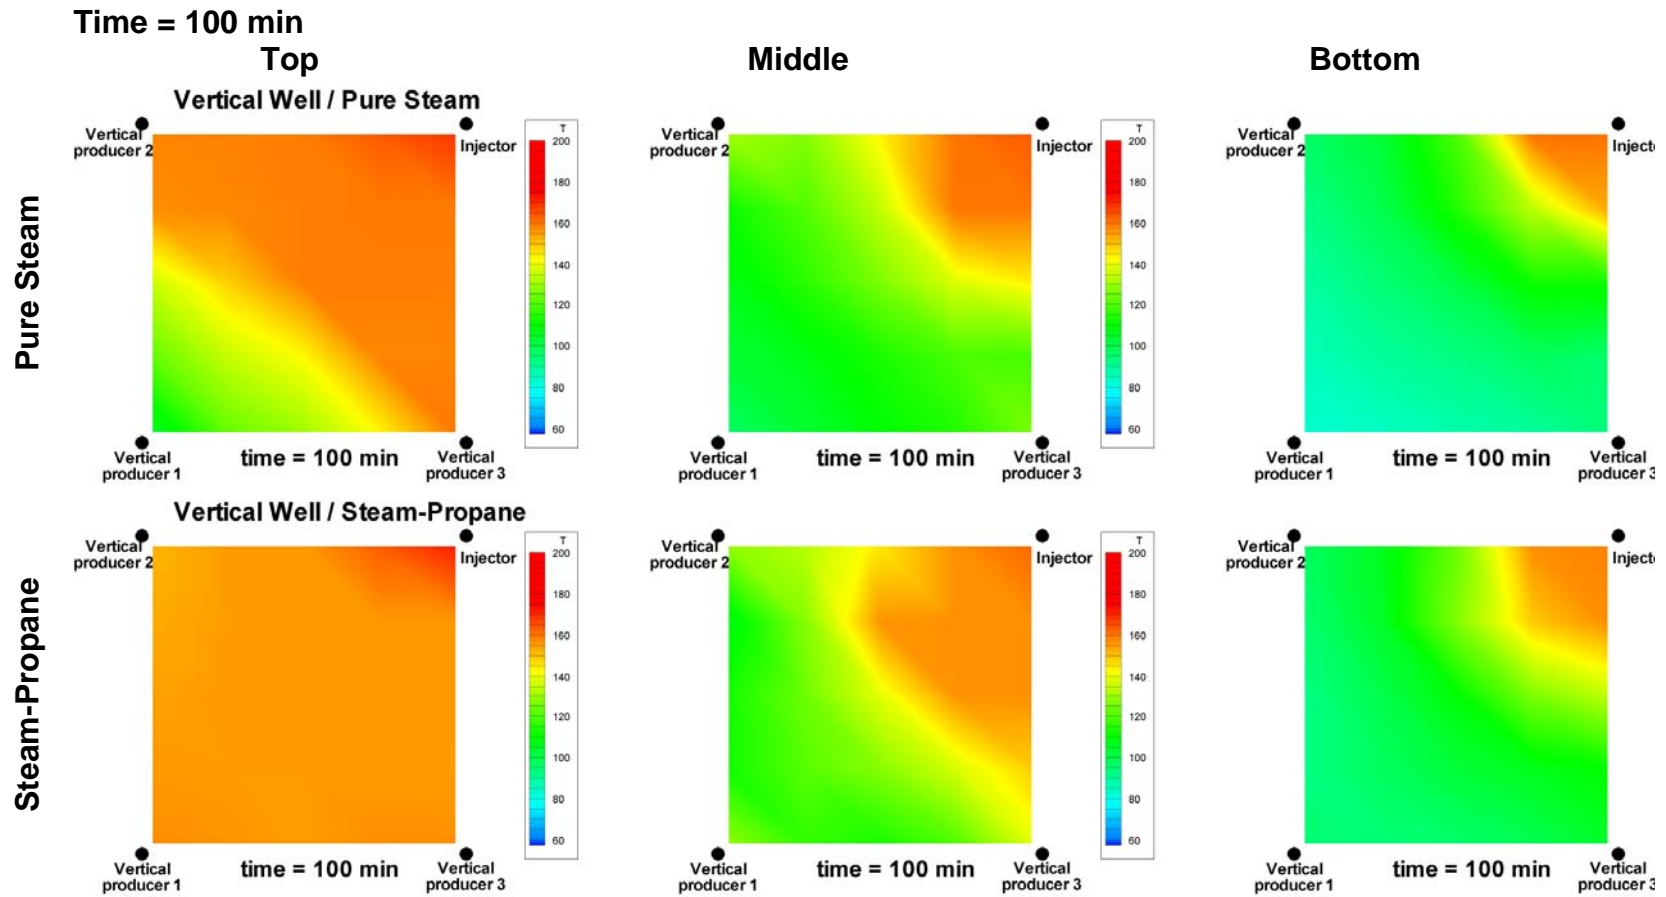 Time = 100 min
Top Middle Bottom
Vertical Well / Pure Steam
Pure Steam
Vertical
producer 2
Injector
T
200
180
160
140
120
100
80
60
Vertical
producer 1
time = 100 min
Vertical
producer 3
Vertical
producer 2
Injector
T
200
180
160
140
120
100
80
60
Vertical
producer 1
time = 100 min
Vertical
producer 3
Vertical
producer 2
Injecto
Vertical
producer 1
time = 100 min
Vertical
producer 3
Vertical Well / Steam-Propane
Steam-Propane
Vertical
producer 2
Injector
T
200
180
160
140
120
100
80
60
Vertical
producer 1
time = 100 min
Vertical
producer 3
Vertical
producer 2
Injector
T
200
180
160
140
120
100
80
60
Vertical
producer 1
time = 100 min
Vertical
producer 3
Vertical
producer 2
Injecto
Vertical
producer 1
time = 100 min
Vertical
producer 3